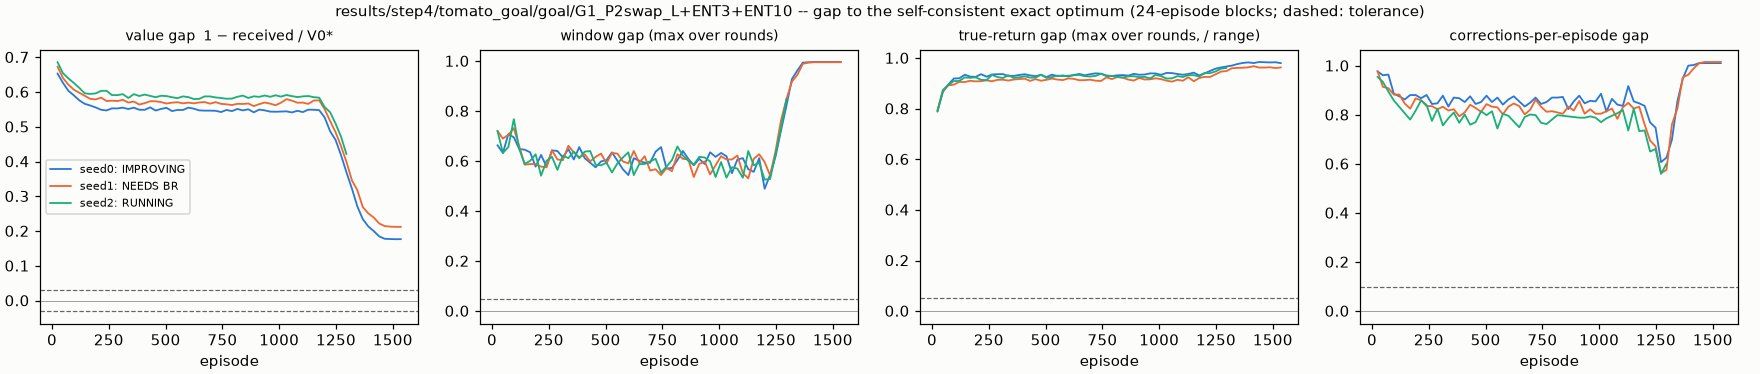 results/step4/tomato_goal/goal/G1_P2swap_L+ENT3+ENT10 -- gap to the self-consistent exact optimum (24-episode blocks; dashed: tolerance)
value gap 1 − received / V0*
0.7
0.6
0.5
0.4
0.3
0.2
0.1
0.0
seed0: IMPROVING
seed1: NEEDS BR
seed2: RUNNING
0 250 500 750 1000 1250 1500
episode
window gap (max over rounds)
1.0
0.8
0.6
0.4
0.2
0.0
0 250 500 750 1000 1250 1500
episode
true-return gap (max over rounds, / range)
1.0
0.8
0.6
0.4
0.2
0.0
0 250 500 750 1000 1250 1500
episode
corrections-per-episode gap
1.0
0.8
0.6
0.4
0.2
0.0
0 250 500 750 1000 1250 1500
episode